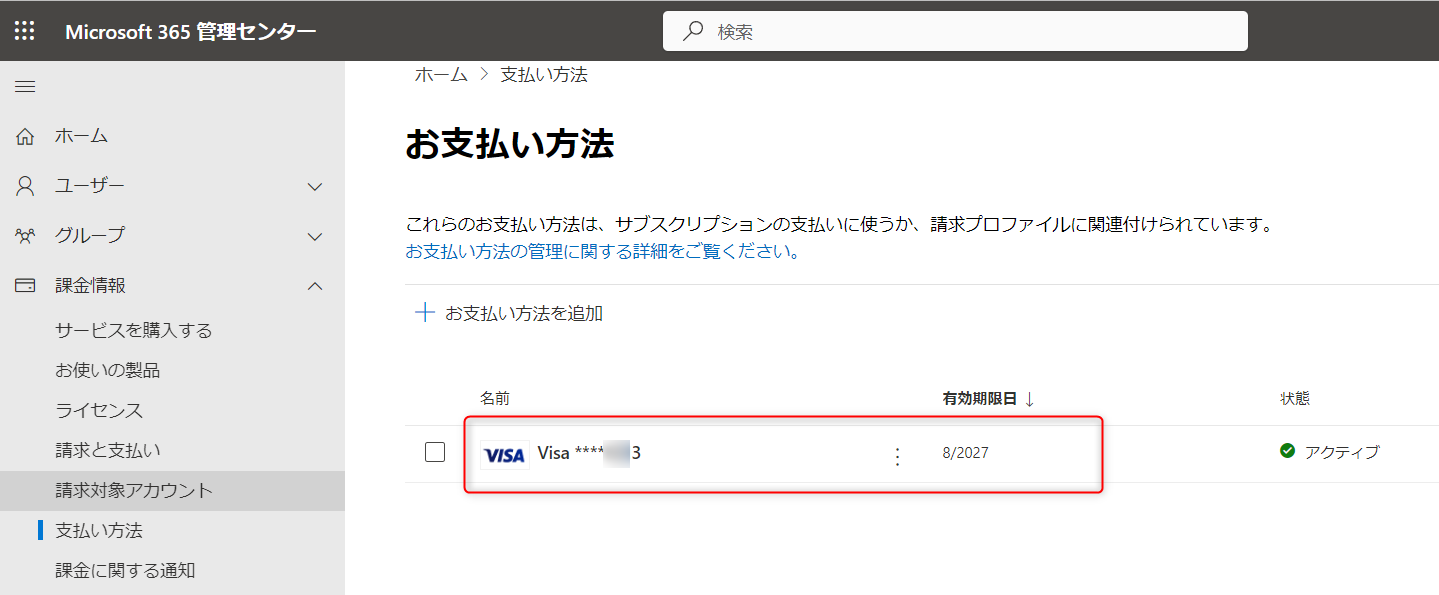 Microsoft 365 管理センター
検索
ホーム > 支払い方法
ホーム
ユーザー
グループ
課金情報
サービスを購入する
お使いの製品
ライセンス
請求と支払い
請求対象アカウント
支払い方法
課金に関する通知
お支払い方法
これらのお支払い方法は、サブスクリプションの支払いに使うか、請求プロファイルに関連付けられています。
お支払い方法の管理に関する詳細をご覧ください。
お支払い方法を追加
名前 有効期限日 ↓ 状態
VISA Visa **** 3 8/2027 アクティブ